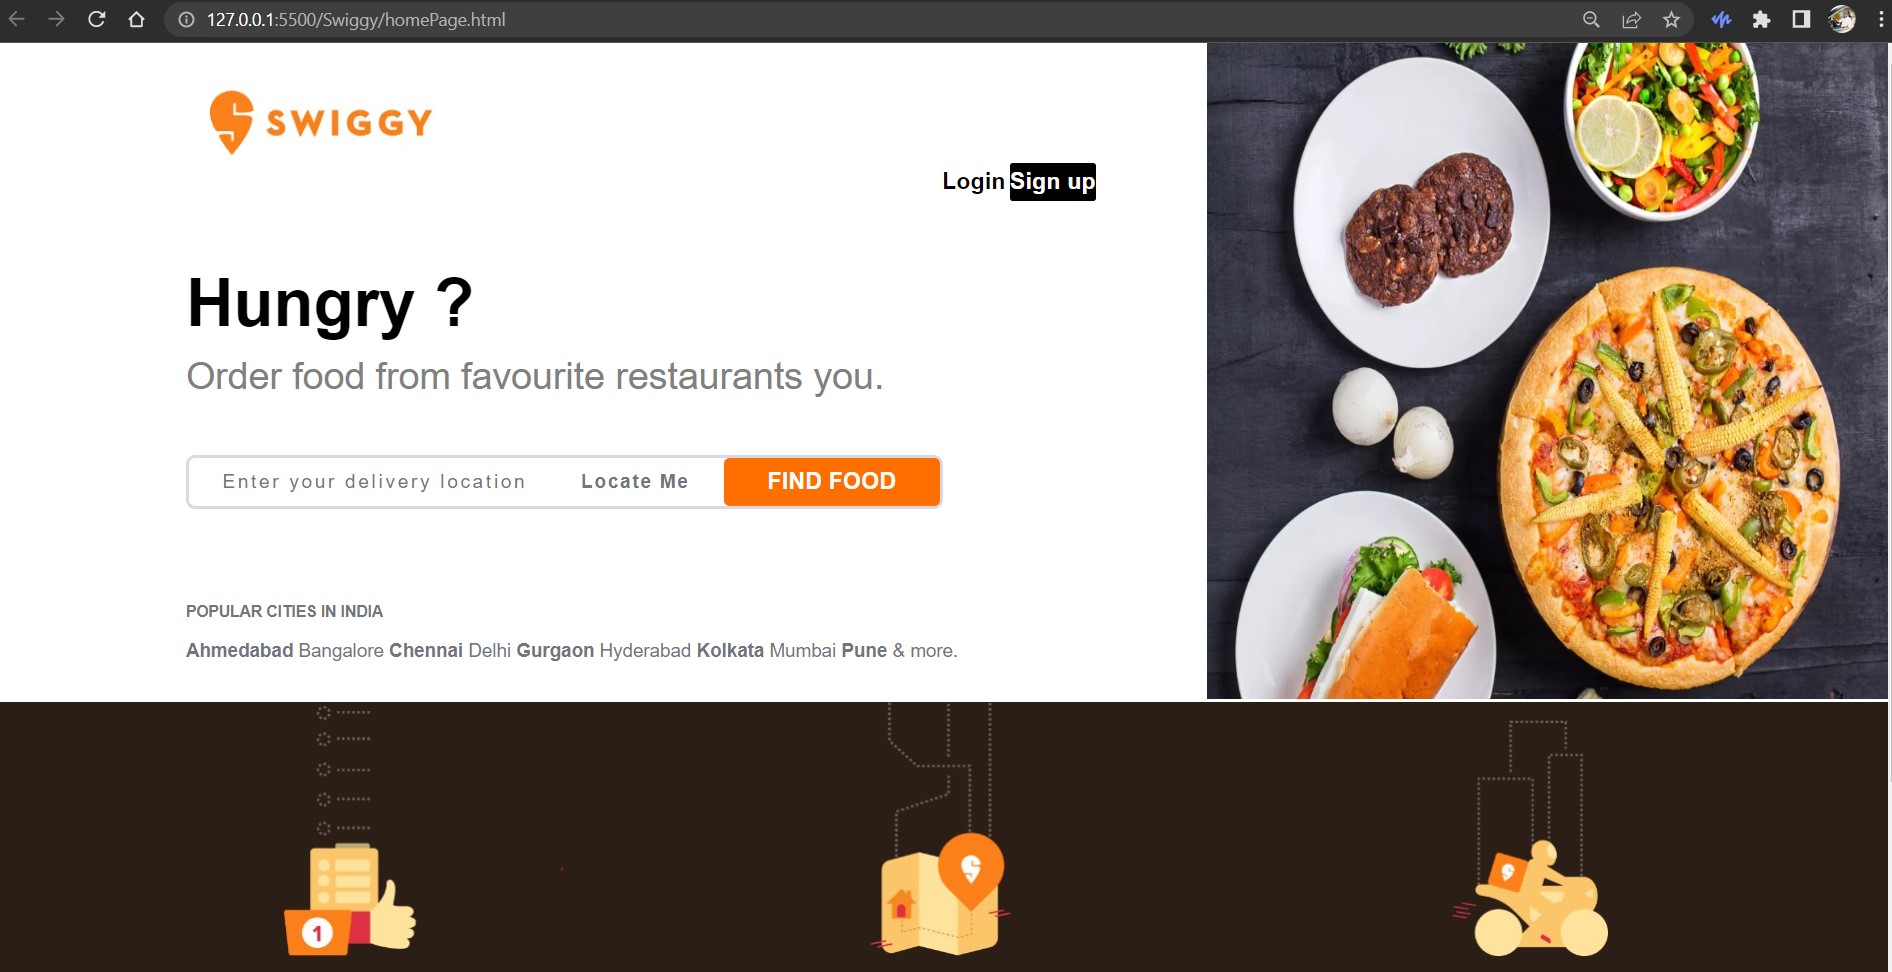 127.0.0.1:5500/Swiggy/homePage.html
SWIGGY
Login Sign up
Hungry ?
Order food from favourite restaurants you.
Enter your delivery location Locate Me FIND FOOD
POPULAR CITIES IN INDIA
Ahmedabad Bangalore Chennai Delhi Gurgaon Hyderabad Kolkata Mumbai Pune & more.
1